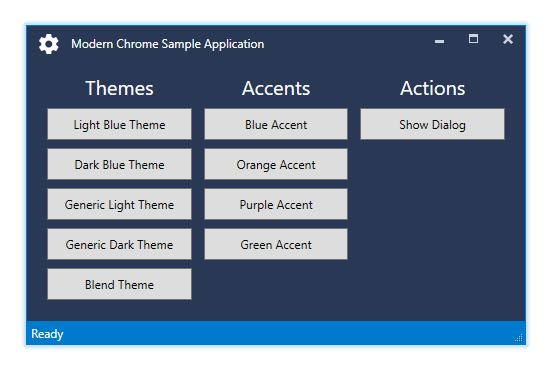 Modern Chrome Sample Application
Themes
Light Blue Theme
Dark Blue Theme
Generic Light Theme
Generic Dark Theme
Blend Theme
Accents
Blue Accent
Orange Accent
Purple Accent
Green Accent
Actions
Show Dialog
Ready